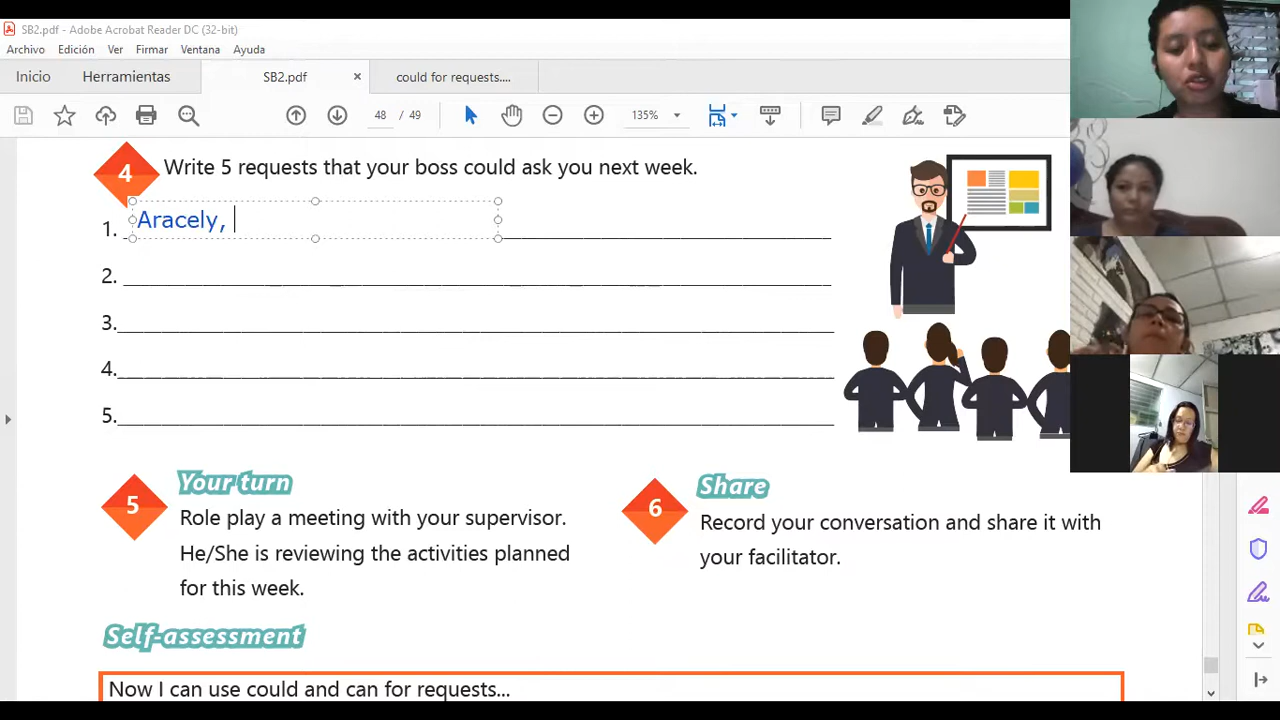 SB2.pdf - Adobe Acrobat Reader DC (32-bit)
Archivo Edición Ver Firmar Ventana Ayuda
Inicio Herramientas SB2.pdf × could for requests....
48 / 49 135%
4 Write 5 requests that your boss could ask you next week.
1. Aracely,
2.
3.
4.
5.
5 Your turn
Role play a meeting with your supervisor.
He/She is reviewing the activities planned
for this week.
6 Share
Record your conversation and share it with
your facilitator.
Self-assessment
Now I can use could and can for requests...